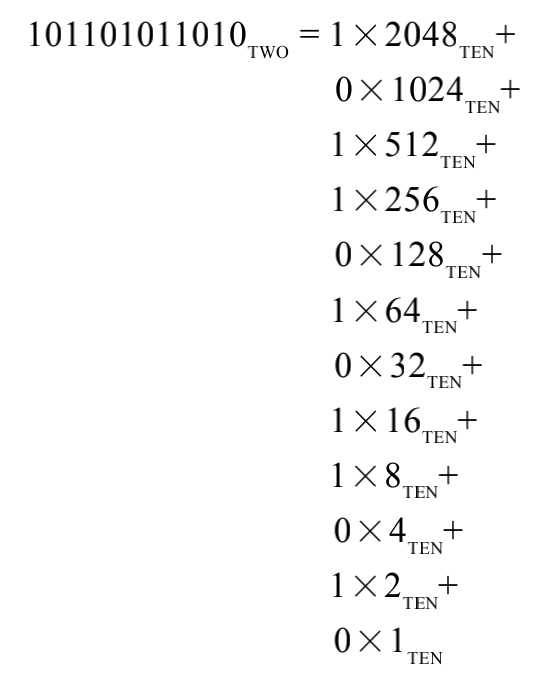 101101011010TWO = 1×2048TEN+
0×1024TEN+
1×512TEN+
1×256TEN+
0×128TEN+
1×64TEN+
0×32TEN+
1×16TEN+
1×8TEN+
0×4TEN+
1×2TEN+
0×1TEN